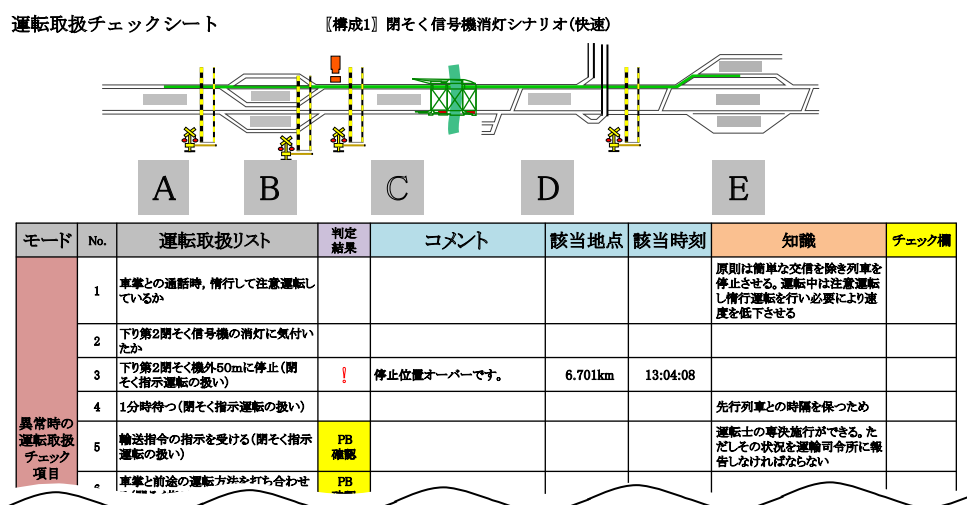 運転取扱チェックシート
〖構成1〗閉そく信号機消灯シナリオ(快速)
A B C D E
モード No. 運転取扱リスト 判定結果 コメント 該当地点 該当時刻 知識 チェック欄
異常時の
運転取扱
チェック
項目
1 車掌との通話時, 惰行して注意運転し
ているか
原則は簡単な交信を除き列車を
停止させる。運転中は注意運転
し惰行運転を行い必要により速
度を低下させる
2 下り第2閉そく信号機の消灯に気付い
たか
3 下り第2閉そく機外50mに停止(閉
そく指示運転の扱い)
! 停止位置オーバーです。 6.701km 13:04:08
4 1分時待つ(閉そく指示運転の扱い) 先行列車との時隔を保つため
5 輸送指令の指示を受ける(閉そく指示
運転の扱い)
PB
確認
運転士の専決施行ができる。た
だしその状況を運輸司令所に報
告しなければならない
車掌と前途の運転方法を打ち合わせ
PB